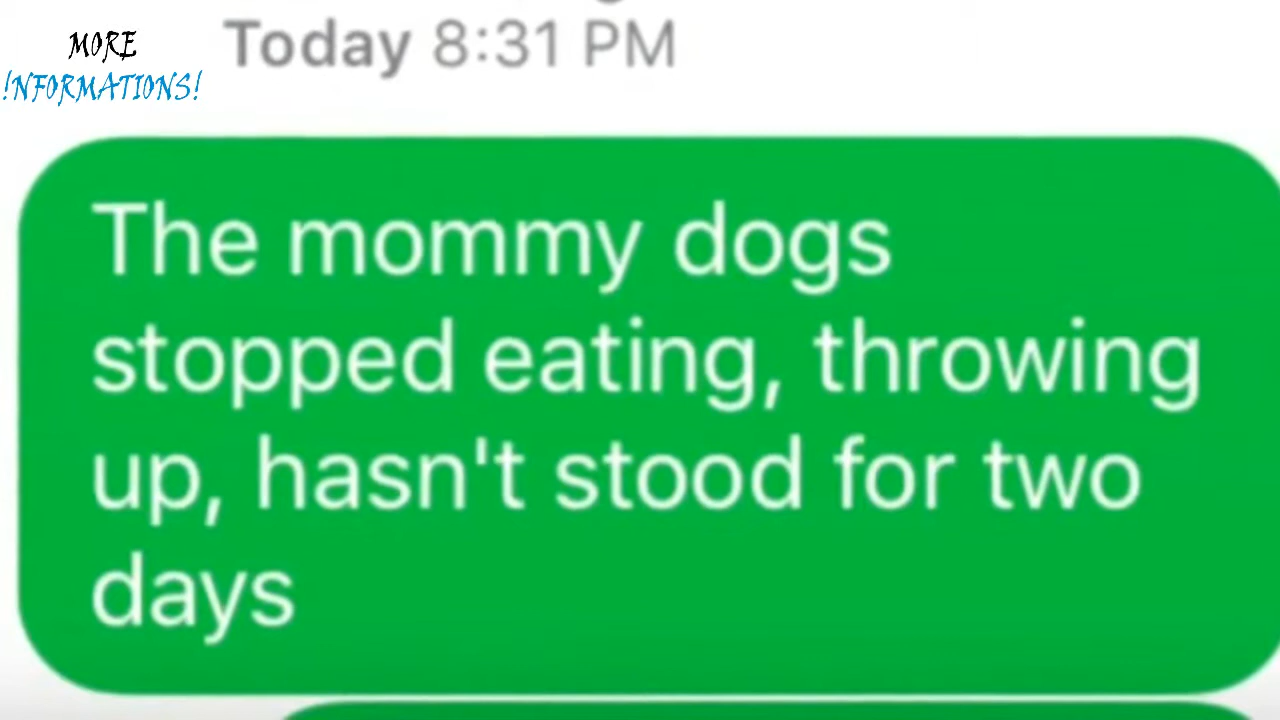 MORE
!NFORMATIONS!
Today 8:31 PM
The mommy dogs
stopped eating, throwing
up, hasn't stood for two
days